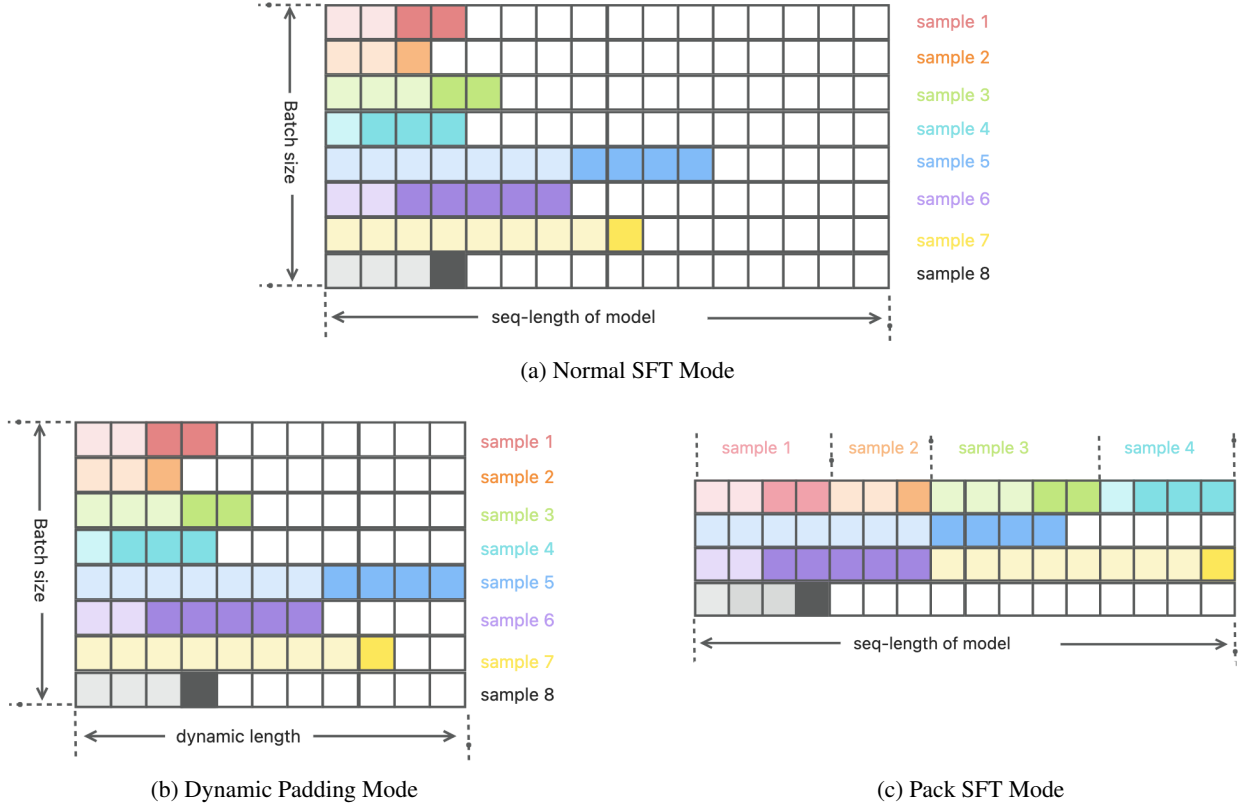 sample 1
sample 2
sample 3
sample 4
sample 5
sample 6
sample 7
sample 8
Batch size
seq-length of model
(a) Normal SFT Mode
sample 1
sample 2
sample 3
sample 4
sample 5
sample 6
sample 7
sample 8
Batch size
dynamic length
(b) Dynamic Padding Mode
sample 1 sample 2 sample 3 sample 4
seq-length of model
(c) Pack SFT Mode